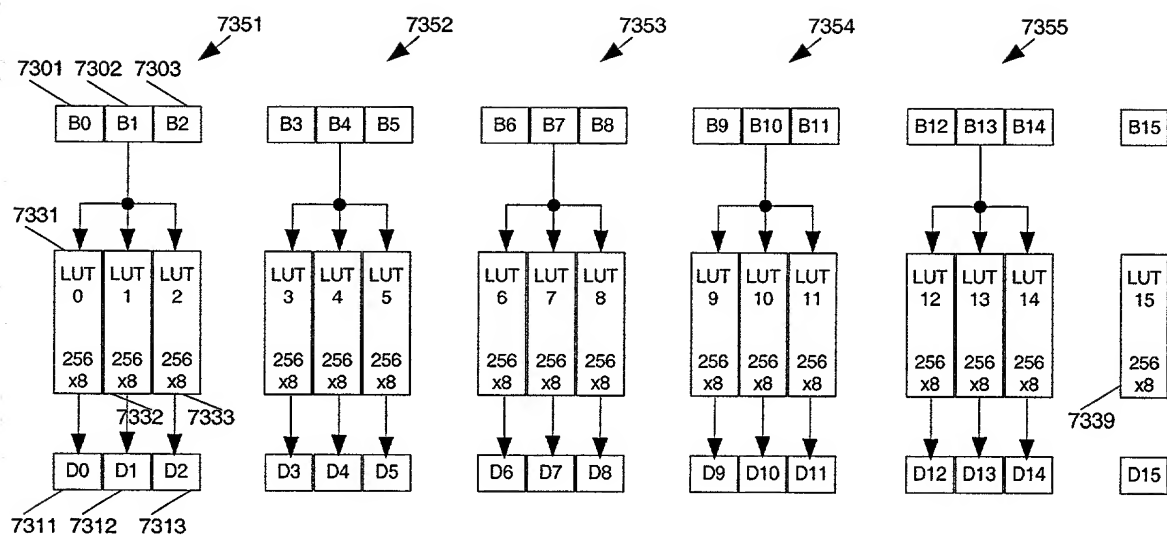 7351 7352 7353 7354 7355
7301 7302 7303
B0 B1 B2 B3 B4 B5 B6 B7 B8 B9 B10 B11 B12 B13 B14 B15
7331
LUT LUT LUT LUT LUT LUT LUT LUT LUT LUT LUT LUT LUT LUT LUT LUT
0 1 2 3 4 5 6 7 8 9 10 11 12 13 14 15
256 256 256 256 256 256 256 256 256 256 256 256 256 256 256 256
x8 x8 x8 x8 x8 x8 x8 x8 x8 x8 x8 x8 x8 x8 x8 x8
7332 7333 7339
D0 D1 D2 D3 D4 D5 D6 D7 D8 D9 D10 D11 D12 D13 D14 D15
7311 7312 7313